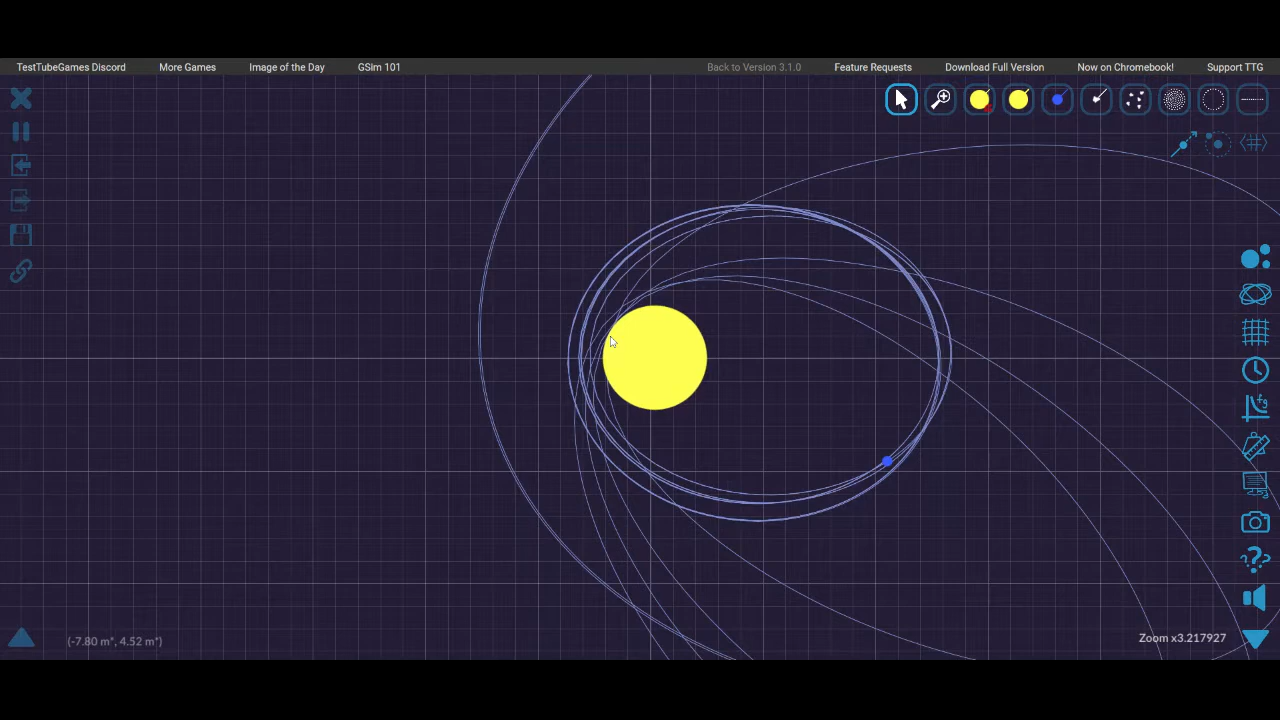 TestTubeGames Discord More Games Image of the Day GSim 101 Back to Version 3.1.0 Feature Requests Download Full Version Now on Chromebook! Support TTG
(-7.80 m*, 4.52 m*)
Zoom x3.217927